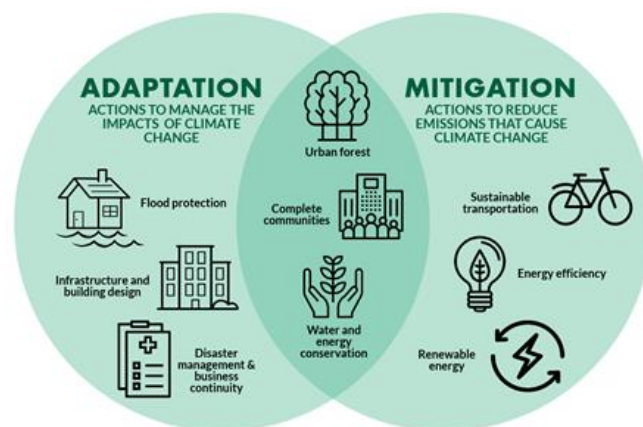 ADAPTATION
ACTIONS TO MANAGE THE
IMPACTS OF CLIMATE
CHANGE
Flood protection
Infrastructure and
building design
Disaster
management &
business
continuity
Urban forest
Complete
communities
Water and
energy
conservation
MITIGATION
ACTIONS TO REDUCE
EMISSIONS THAT CAUSE
CLIMATE CHANGE
Sustainable
transportation
Energy efficiency
Renewable
energy